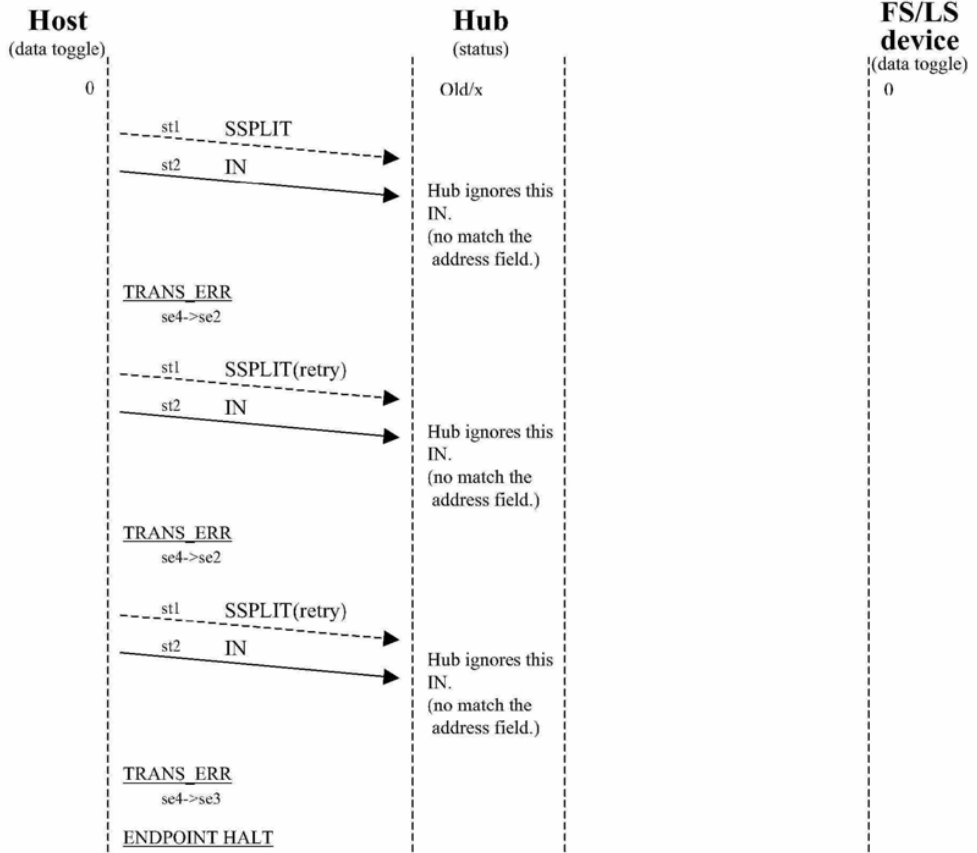 Host
(data toggle)
Hub
(status)
FS/LS
device
(data toggle)
0
Old/x
0
st1 SSPLIT
st2 IN
Hub ignores this
IN.
(no match the
address field.)
TRANS_ERR
se4->se2
st1 SSPLIT(retry)
st2 IN
Hub ignores this
IN.
(no match the
address field.)
TRANS_ERR
se4->se2
st1 SSPLIT(retry)
st2 IN
Hub ignores this
IN.
(no match the
address field.)
TRANS_ERR
se4->se3
ENDPOINT HALT